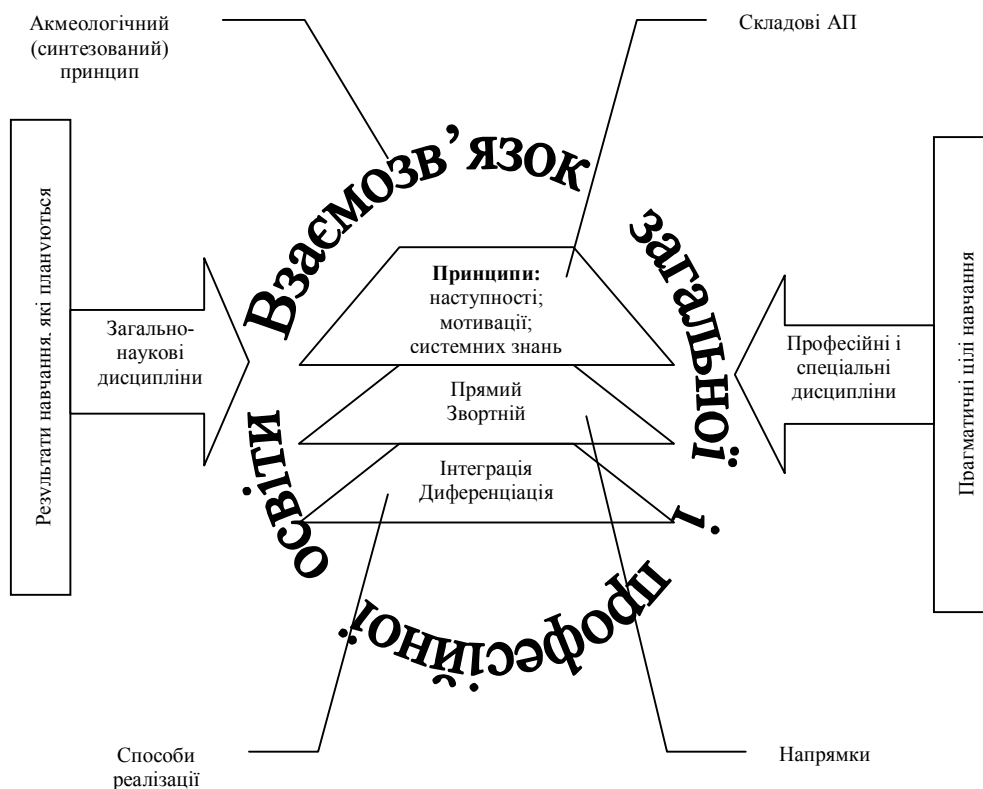 Акмеологічний
(синтезований)
принцип
Складові АП
Взаємозв’язок загальної і професійної освіти
Результати навчання, які плануються
Загально-
наукові
дисципліни
Принципи:
наступності;
мотивації;
системних знань
Прямий
Звортній
Інтеграція
Диференціація
Професійні і
спеціальні
дисципліни
Прагматичні цілі навчання
Способи
реалізації
Напрямки